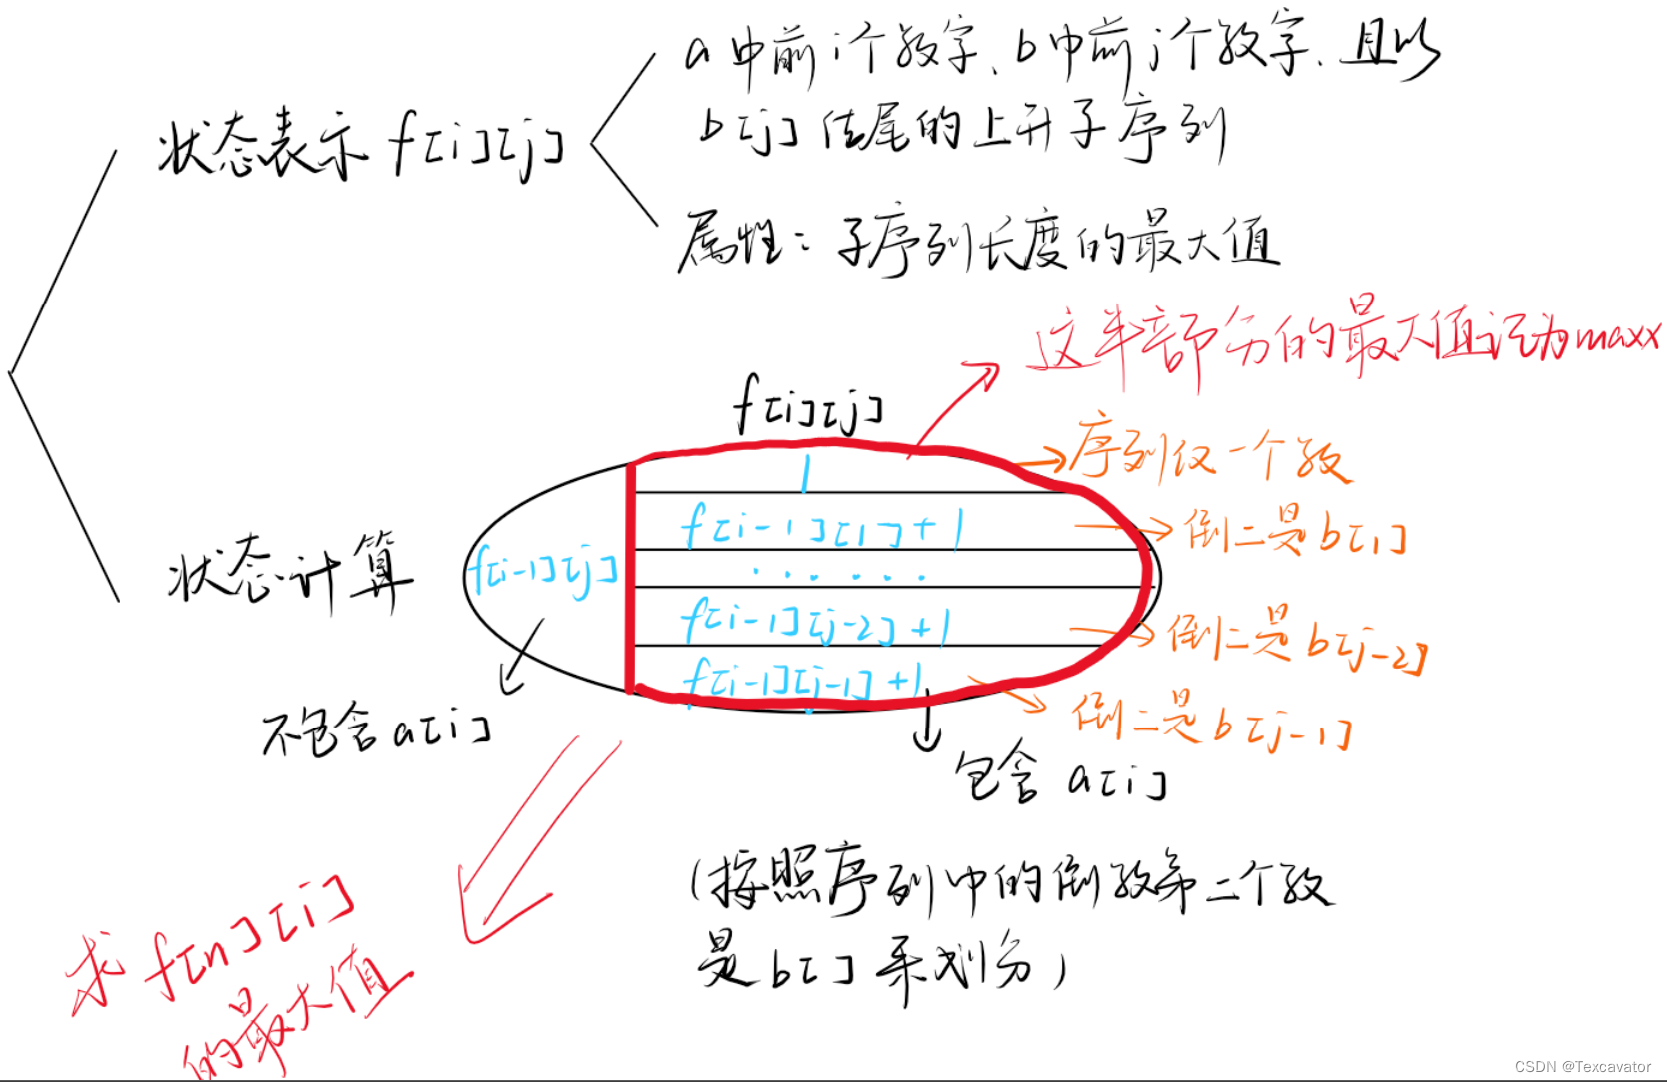 a中前i个数字、b中前j个数字、且以
b[j]结尾的上升子序列
状态表示 f[i][j]
属性：子序列长度的最大值
这半部分的最大值记为maxx
f[i][j]
1
序列仅一个数
f[i-1][1]+1
倒二是b[1]
状态计算
f[i-1][j]
......
f[i-1][j-2]+1
倒二是b[j-2]
f[i-1][j-1]+1
倒二是b[j-1]
不包含a[i]
包含 a[i]
(按照序列中的倒数第二个数
是b[]来划分)
求 f[n][i]
的最大值
CSDN @Texcavator